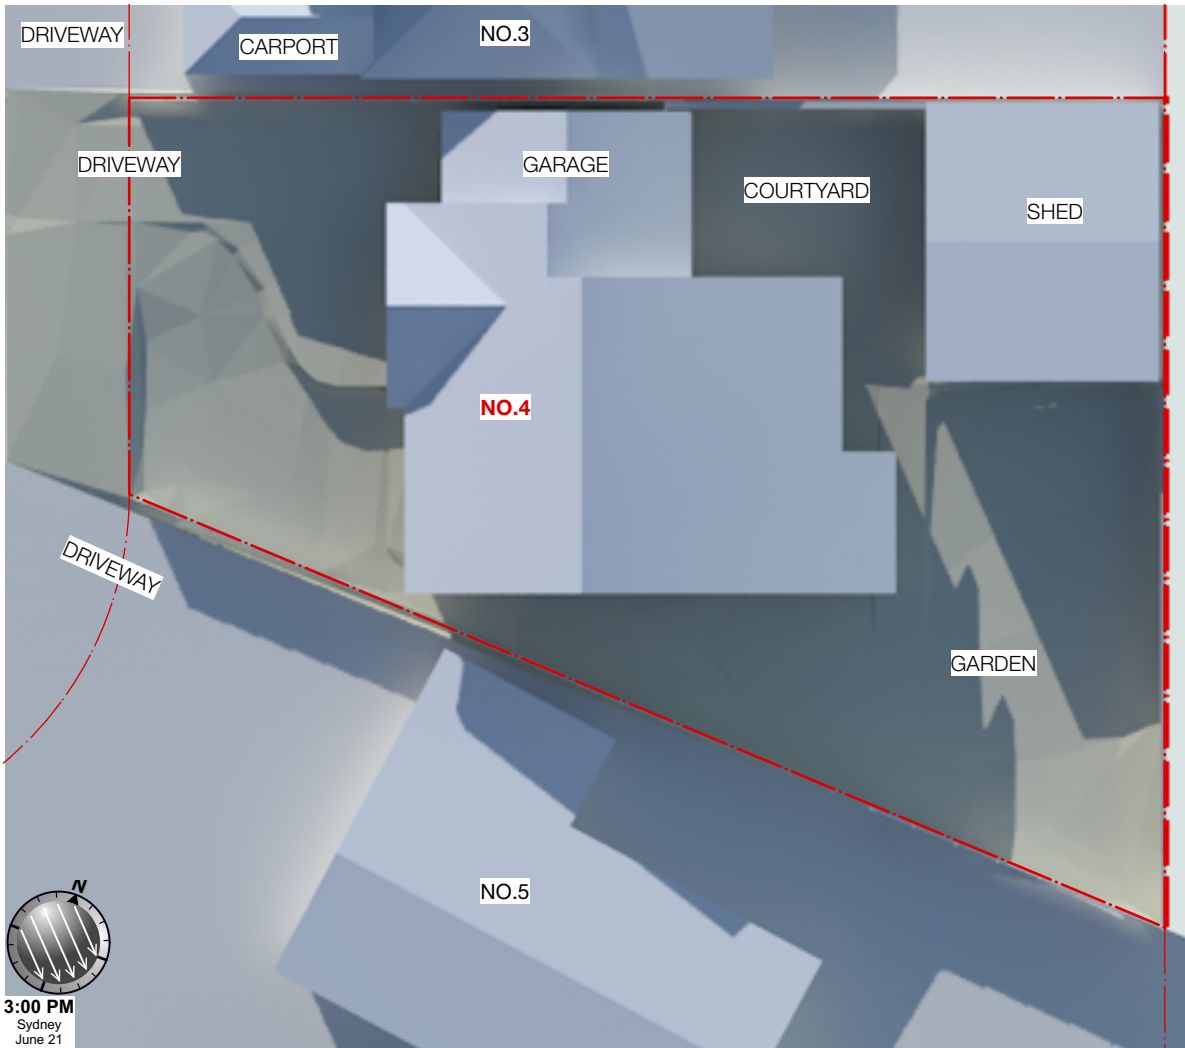 DRIVEWAY
CARPORT
NO.3
DRIVEWAY
GARAGE
COURTYARD
SHED
NO.4
DRIVEWAY
GARDEN
NO.5
N
3:00 PM
Sydney
June 21